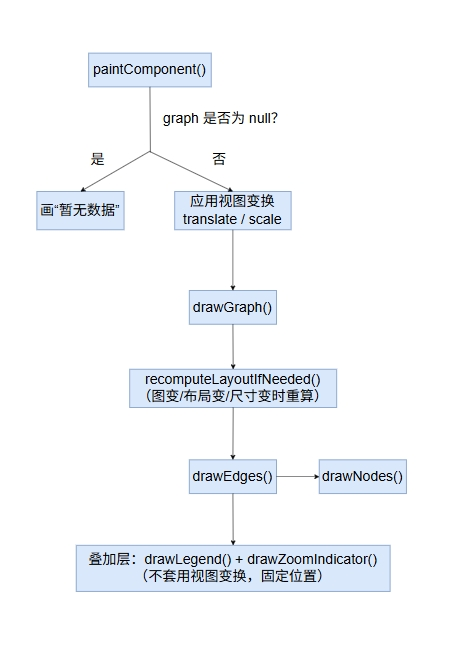 paintComponent()
graph 是否为 null?
是
否
画“暂无数据”
应用视图变换
translate / scale
drawGraph()
recomputeLayoutIfNeeded()
（图变/布局变/尺寸变时重算）
drawEdges()
drawNodes()
叠加层：drawLegend() + drawZoomIndicator()
（不套用视图变换，固定位置）